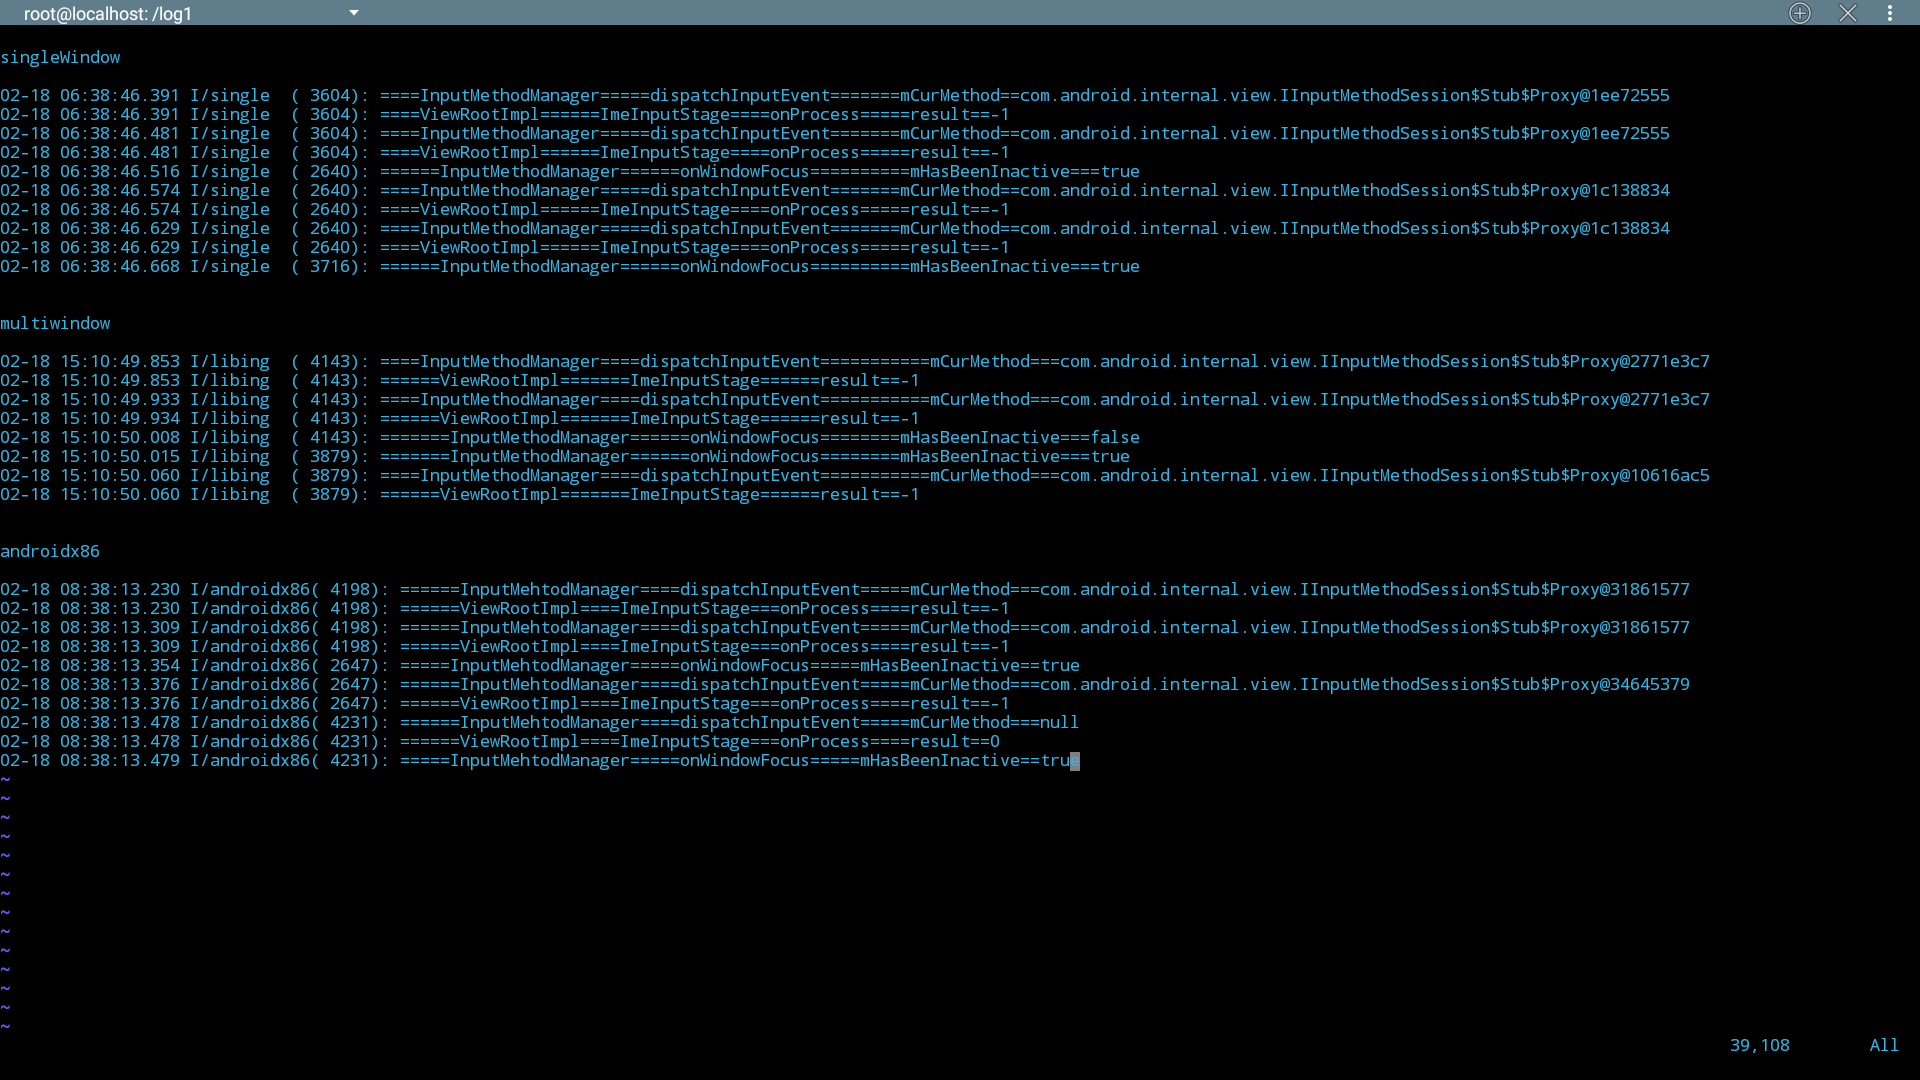 root@localhost: /log1
singleWindow
02-18 06:38:46.391 I/single  ( 3604): ====InputMethodManager=====dispatchInputEvent=======mCurMethod==com.android.internal.view.IInputMethodSession$Stub$Proxy@1ee72555
02-18 06:38:46.391 I/single  ( 3604): ====ViewRootImpl======ImeInputStage====onProcess=====result==-1
02-18 06:38:46.481 I/single  ( 3604): ====InputMethodManager=====dispatchInputEvent=======mCurMethod==com.android.internal.view.IInputMethodSession$Stub$Proxy@1ee72555
02-18 06:38:46.481 I/single  ( 3604): ====ViewRootImpl======ImeInputStage====onProcess=====result==-1
02-18 06:38:46.516 I/single  ( 2640): ======InputMethodManager======onWindowFocus==========mHasBeenInactive===true
02-18 06:38:46.574 I/single  ( 2640): ====InputMethodManager=====dispatchInputEvent=======mCurMethod==com.android.internal.view.IInputMethodSession$Stub$Proxy@1c138834
02-18 06:38:46.574 I/single  ( 2640): ====ViewRootImpl======ImeInputStage====onProcess=====result==-1
02-18 06:38:46.629 I/single  ( 2640): ====InputMethodManager=====dispatchInputEvent=======mCurMethod==com.android.internal.view.IInputMethodSession$Stub$Proxy@1c138834
02-18 06:38:46.629 I/single  ( 2640): ====ViewRootImpl======ImeInputStage====onProcess=====result==-1
02-18 06:38:46.668 I/single  ( 3716): ======InputMethodManager======onWindowFocus==========mHasBeenInactive===true
multiwindow
02-18 15:10:49.853 I/libing  ( 4143): ====InputMethodManager====dispatchInputEvent===========mCurMethod===com.android.internal.view.IInputMethodSession$Stub$Proxy@2771e3c7
02-18 15:10:49.853 I/libing  ( 4143): ======ViewRootImpl=======ImeInputStage======result==-1
02-18 15:10:49.933 I/libing  ( 4143): ====InputMethodManager====dispatchInputEvent===========mCurMethod===com.android.internal.view.IInputMethodSession$Stub$Proxy@2771e3c7
02-18 15:10:49.934 I/libing  ( 4143): ======ViewRootImpl=======ImeInputStage======result==-1
02-18 15:10:50.008 I/libing  ( 4143): =======InputMethodManager======onWindowFocus========mHasBeenInactive===false
02-18 15:10:50.015 I/libing  ( 3879): =======InputMethodManager======onWindowFocus========mHasBeenInactive===true
02-18 15:10:50.060 I/libing  ( 3879): ====InputMethodManager====dispatchInputEvent===========mCurMethod===com.android.internal.view.IInputMethodSession$Stub$Proxy@10616ac5
02-18 15:10:50.060 I/libing  ( 3879): ======ViewRootImpl=======ImeInputStage======result==-1
androidx86
02-18 08:38:13.230 I/androidx86( 4198): ======InputMehtodManager====dispatchInputEvent=====mCurMethod===com.android.internal.view.IInputMethodSession$Stub$Proxy@31861577
02-18 08:38:13.230 I/androidx86( 4198): ======ViewRootImpl====ImeInputStage===onProcess====result==-1
02-18 08:38:13.309 I/androidx86( 4198): ======InputMehtodManager====dispatchInputEvent=====mCurMethod===com.android.internal.view.IInputMethodSession$Stub$Proxy@31861577
02-18 08:38:13.309 I/androidx86( 4198): ======ViewRootImpl====ImeInputStage===onProcess====result==-1
02-18 08:38:13.354 I/androidx86( 2647): =====InputMehtodManager=====onWindowFocus=====mHasBeenInactive==true
02-18 08:38:13.376 I/androidx86( 2647): ======InputMehtodManager====dispatchInputEvent=====mCurMethod===com.android.internal.view.IInputMethodSession$Stub$Proxy@34645379
02-18 08:38:13.376 I/androidx86( 2647): ======ViewRootImpl====ImeInputStage===onProcess====result==-1
02-18 08:38:13.478 I/androidx86( 4231): ======InputMehtodManager====dispatchInputEvent=====mCurMethod===null
02-18 08:38:13.478 I/androidx86( 4231): ======ViewRootImpl====ImeInputStage===onProcess====result==0
02-18 08:38:13.479 I/androidx86( 4231): =====InputMehtodManager=====onWindowFocus=====mHasBeenInactive==true
~
~
~
~
~
~
~
~
~
~
~
~
~
~
39,108 All